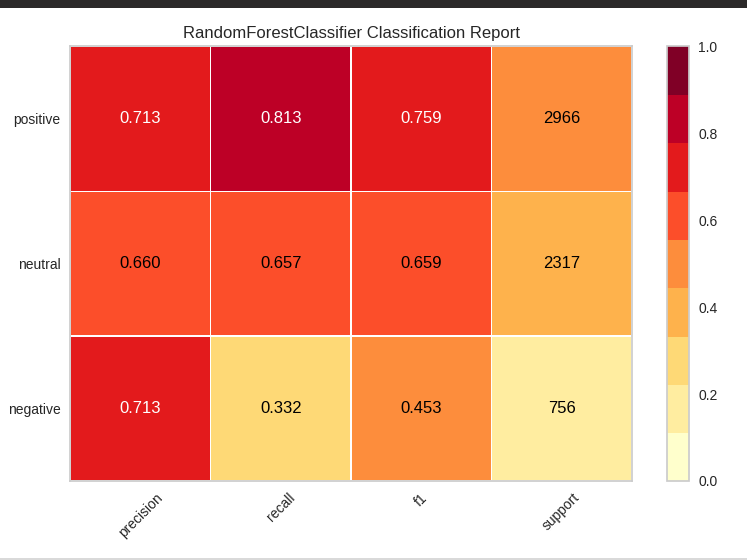 RandomForestClassifier Classification Report
positive 0.713 0.813 0.759 2966
neutral 0.660 0.657 0.659 2317
negative 0.713 0.332 0.453 756
precision recall f1 support
1.0
0.8
0.6
0.4
0.2
0.0